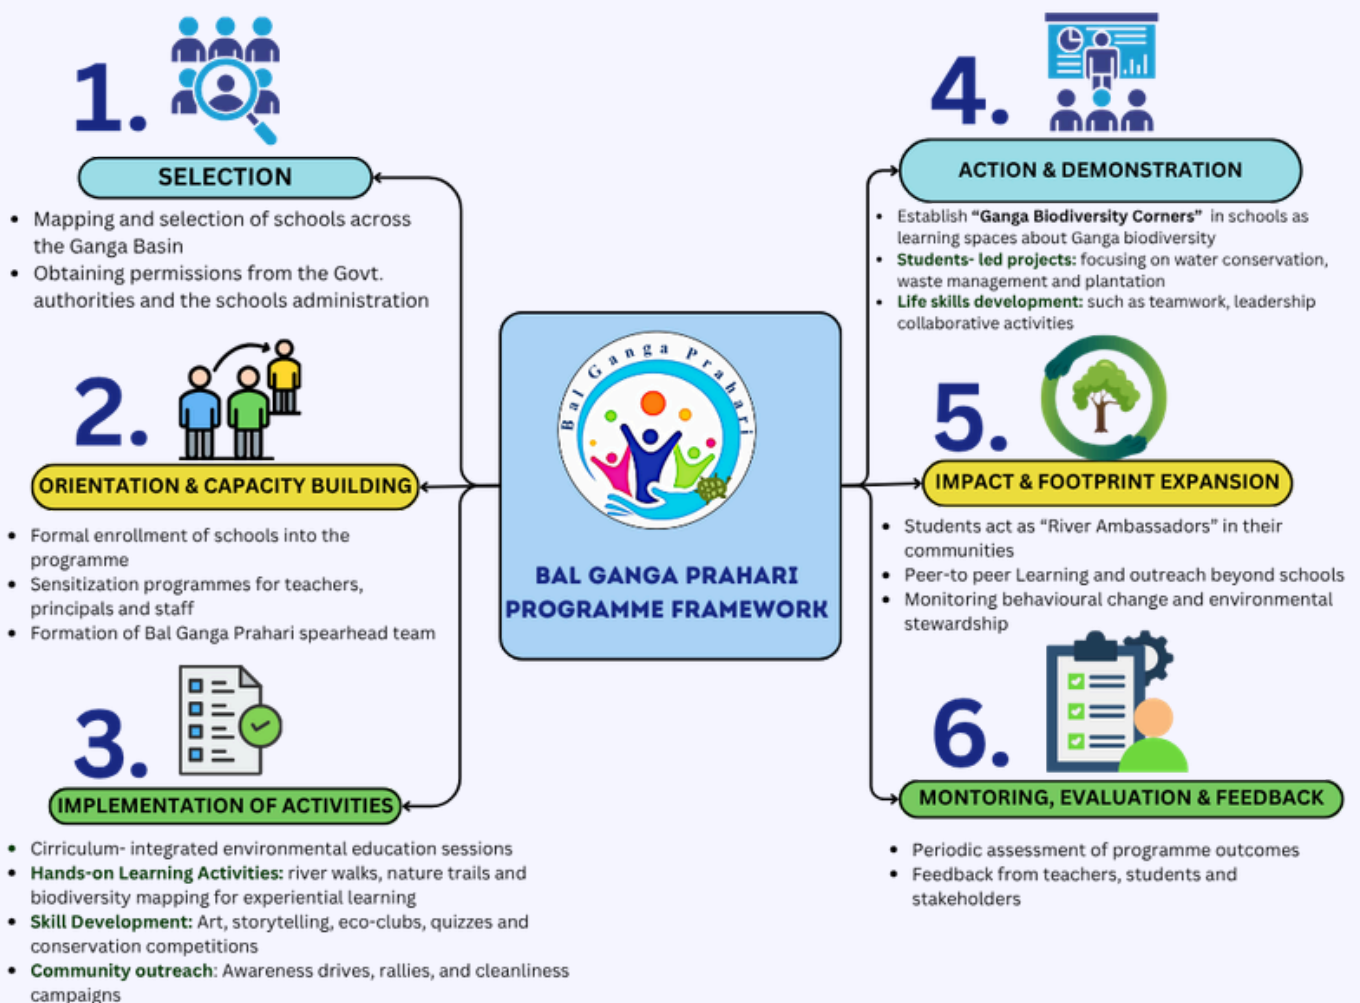 1.
SELECTION
• Mapping and selection of schools across
the Ganga Basin
• Obtaining permissions from the Govt.
authorities and the schools administration
2.
ORIENTATION & CAPACITY BUILDING
• Formal enrollment of schools into the
programme
• Sensitization programmes for teachers,
principals and staff
• Formation of Bal Ganga Prahari spearhead team
3.
IMPLEMENTATION OF ACTIVITIES
• Cirriculum- integrated environmental education sessions
• Hands-on Learning Activities: river walks, nature trails and
biodiversity mapping for experiential learning
• Skill Development: Art, storytelling, eco-clubs, quizzes and
conservation competitions
• Community outreach: Awareness drives, rallies, and cleanliness
campaigns
Bal Ganga Prahari
BAL GANGA PRAHARI
PROGRAMME FRAMEWORK
4.
ACTION & DEMONSTRATION
• Establish “Ganga Biodiversity Corners” in schools as
learning spaces about Ganga biodiversity
• Students- led projects: focusing on water conservation,
waste management and plantation
• Life skills development: such as teamwork, leadership
collaborative activities
5.
IMPACT & FOOTPRINT EXPANSION
• Students act as “River Ambassadors” in their
communities
• Peer-to peer Learning and outreach beyond schools
• Monitoring behavioural change and environmental
stewardship
6.
MONTORING, EVALUATION & FEEDBACK
• Periodic assessment of programme outcomes
• Feedback from teachers, students and
stakeholders